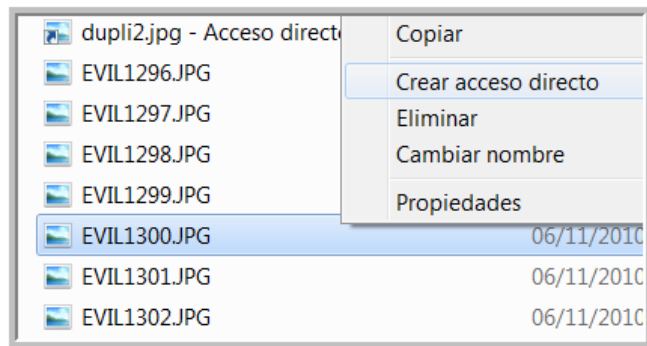 dupli2.jpg - Acceso direct
EVIL1296.JPG
EVIL1297.JPG
EVIL1298.JPG
EVIL1299.JPG
EVIL1300.JPG 06/11/2010
EVIL1301.JPG 06/11/2010
EVIL1302.JPG 06/11/2010
Copiar
Crear acceso directo
Eliminar
Cambiar nombre
Propiedades